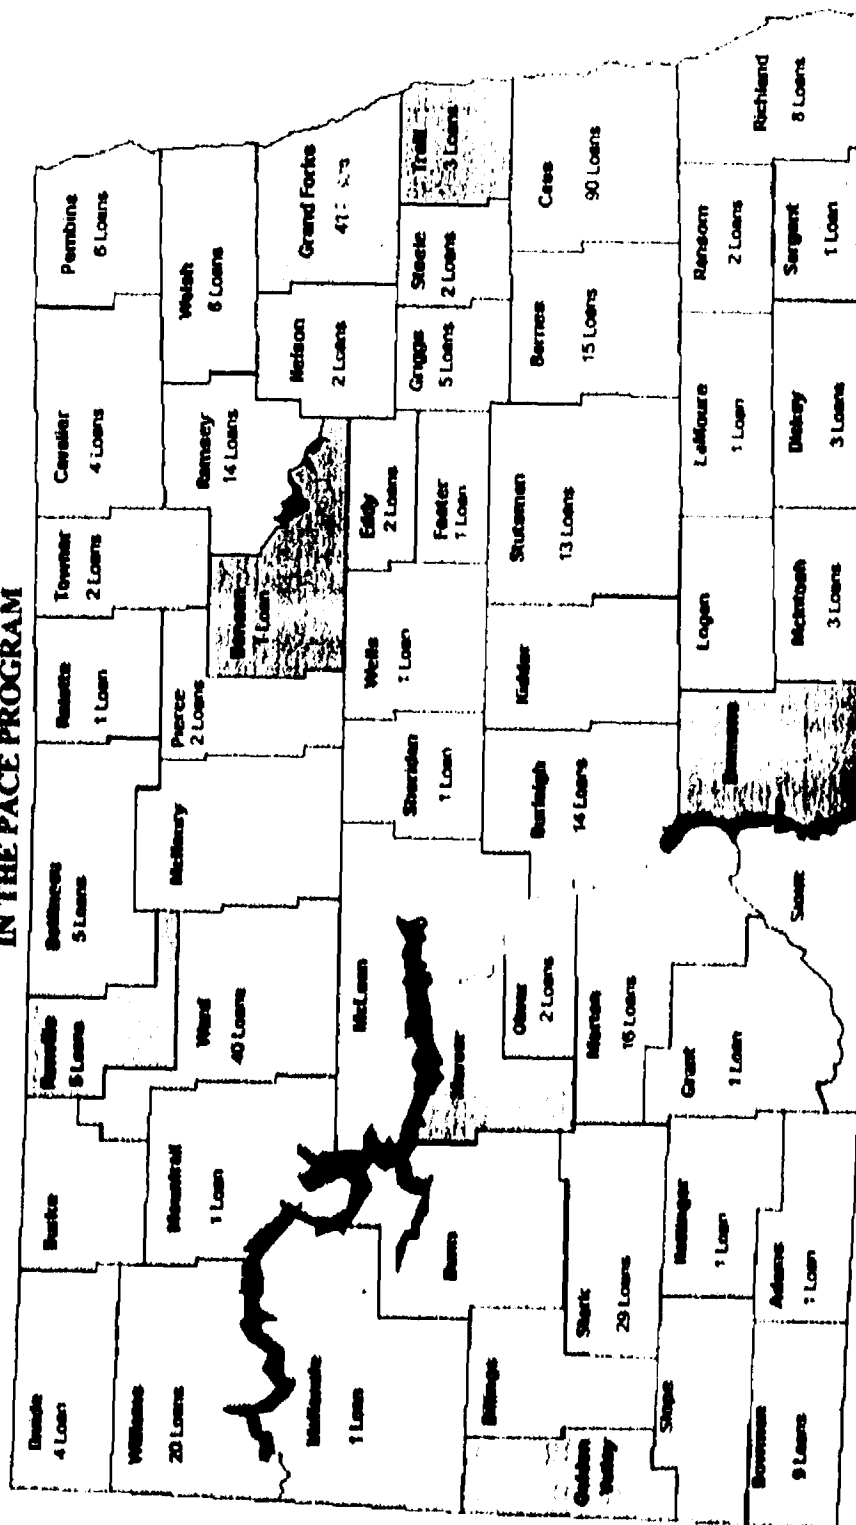 IN THE PACE PROGRAM
Divide
4 Loan
Burke
Renville
5 Loans
Bottineau
5 Loans
Rolette
1 Loan
Towner
2 Loans
Cavalier
4 Loans
Pembina
6 Loans
Williams
20 Loans
Mountrail
1 Loan
Ward
40 Loans
McHenry
Pierce
2 Loans
Benson
1 Loan
Ramsey
14 Loans
Walsh
6 Loans
Nelson
2 Loans
Grand Forks
McKenzie
1 Loan
Dunn
Mercer
McLean
Sheridan
1 Loan
Wells
1 Loan
Eddy
2 Loans
Foster
1 Loan
Griggs
5 Loans
Steele
2 Loans
Traill
3 Loans
Golden
Valley
Billings
Stark
29 Loans
Oliver
2 Loans
Morton
16 Loans
Burleigh
14 Loans
Kidder
Stutsman
13 Loans
Barnes
15 Loans
Cass
90 Loans
Slope
Hettinger
1 Loan
Grant
1 Loan
Sioux
Emmons
Logan
LaMoure
1 Loan
Ransom
2 Loans
Richland
8 Loans
Bowman
9 Loans
Adams
1 Loan
McIntosh
3 Loans
Dickey
3 Loans
Sargent
1 Loan